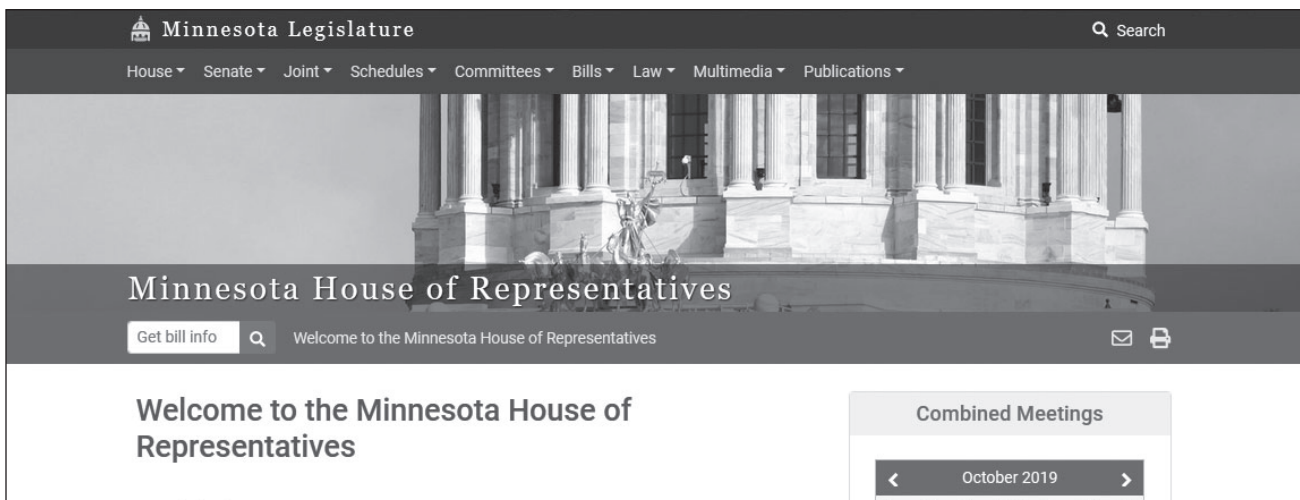 Minnesota Legislature
Search
House Senate Joint Schedules Committees Bills Law Multimedia Publications
Minnesota House of Representatives
Get bill info
Welcome to the Minnesota House of Representatives
Welcome to the Minnesota House of
Representatives
Combined Meetings
October 2019